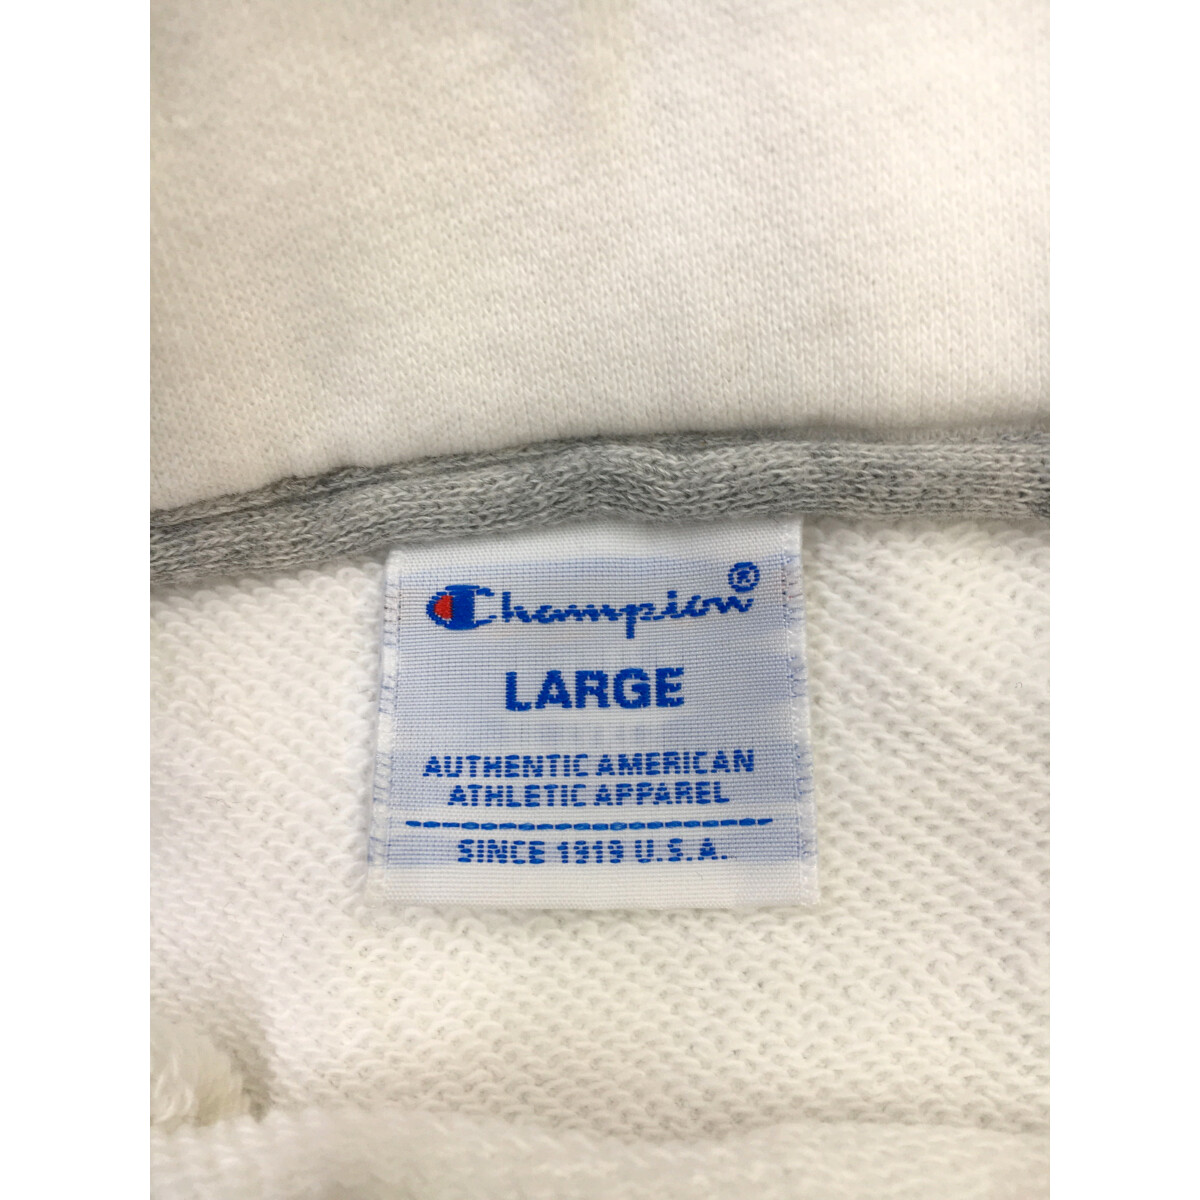 Champion®
LARGE
AUTHENTIC AMERICAN
ATHLETIC APPAREL
SINCE 1919 U.S.A.